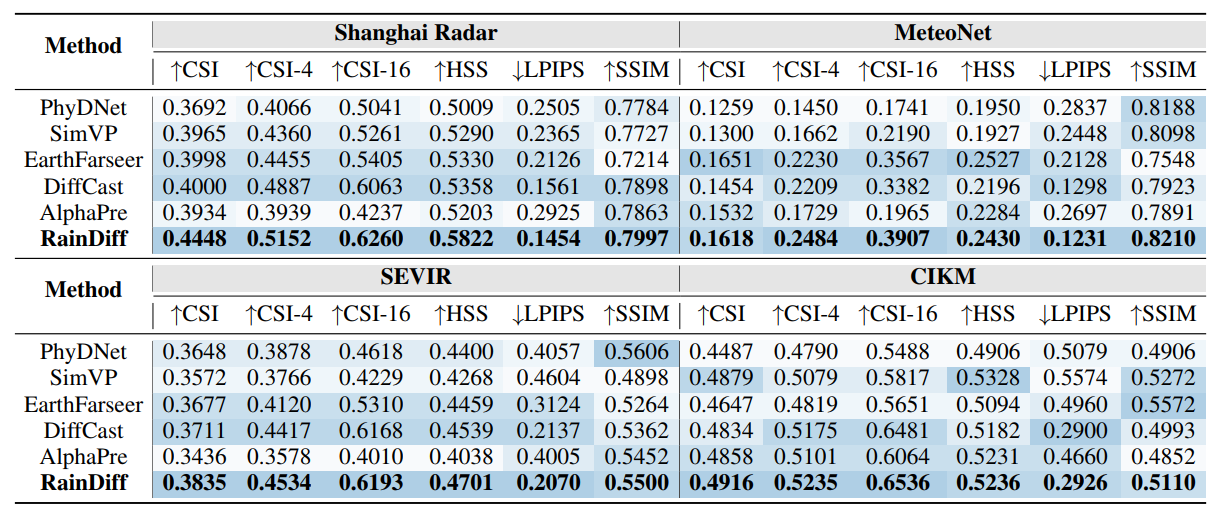 Method Shanghai Radar MeteoNet
↑CSI ↑CSI-4 ↑CSI-16 ↑HSS ↓LPIPS ↑SSIM ↑CSI ↑CSI-4 ↑CSI-16 ↑HSS ↓LPIPS ↑SSIM
PhyDNet 0.3692 0.4066 0.5041 0.5009 0.2505 0.7784 0.1259 0.1450 0.1741 0.1950 0.2837 0.8188
SimVP 0.3965 0.4360 0.5261 0.5290 0.2365 0.7727 0.1300 0.1662 0.2190 0.1927 0.2448 0.8098
EarthFarseer 0.3998 0.4455 0.5405 0.5330 0.2126 0.7214 0.1651 0.2230 0.3567 0.2527 0.2128 0.7548
DiffCast 0.4000 0.4887 0.6063 0.5358 0.1561 0.7898 0.1454 0.2209 0.3382 0.2196 0.1298 0.7923
AlphaPre 0.3934 0.3939 0.4237 0.5203 0.2925 0.7863 0.1532 0.1729 0.1965 0.2284 0.2697 0.7891
RainDiff 0.4448 0.5152 0.6260 0.5822 0.1454 0.7997 0.1618 0.2484 0.3907 0.2430 0.1231 0.8210
Method SEVIR CIKM
↑CSI ↑CSI-4 ↑CSI-16 ↑HSS ↓LPIPS ↑SSIM ↑CSI ↑CSI-4 ↑CSI-16 ↑HSS ↓LPIPS ↑SSIM
PhyDNet 0.3648 0.3878 0.4618 0.4400 0.4057 0.5606 0.4487 0.4790 0.5488 0.4906 0.5079 0.4906
SimVP 0.3572 0.3766 0.4229 0.4268 0.4604 0.4898 0.4879 0.5079 0.5817 0.5328 0.5574 0.5272
EarthFarseer 0.3677 0.4120 0.5310 0.4459 0.3124 0.5264 0.4647 0.4819 0.5651 0.5094 0.4960 0.5572
DiffCast 0.3711 0.4417 0.6168 0.4539 0.2137 0.5362 0.4834 0.5175 0.6481 0.5182 0.2900 0.4993
AlphaPre 0.3436 0.3578 0.4010 0.4038 0.4005 0.5452 0.4858 0.5101 0.6064 0.5231 0.4660 0.4852
RainDiff 0.3835 0.4534 0.6193 0.4701 0.2070 0.5500 0.4916 0.5235 0.6536 0.5236 0.2926 0.5110